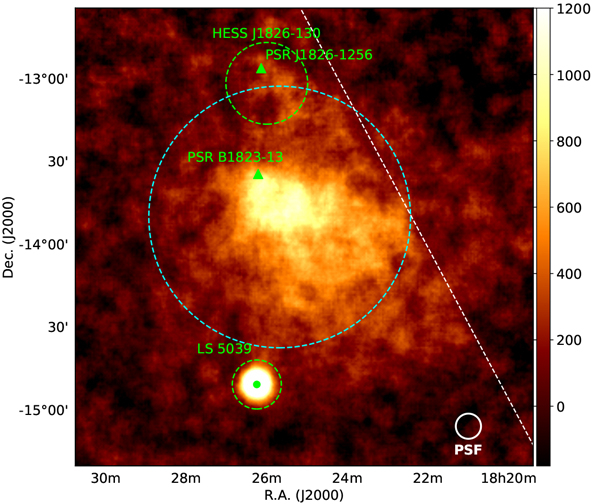 HESS J1826-130
PSR J1826-1256
PSR B1823-13
LS 5039
PSF
-13°00'
30'
-14°00'
30'
-15°00'
Dec. (J2000)
30m 28m 26m 24m 22m 18h20m
R.A. (J2000)
1200
1000
800
600
400
200
0